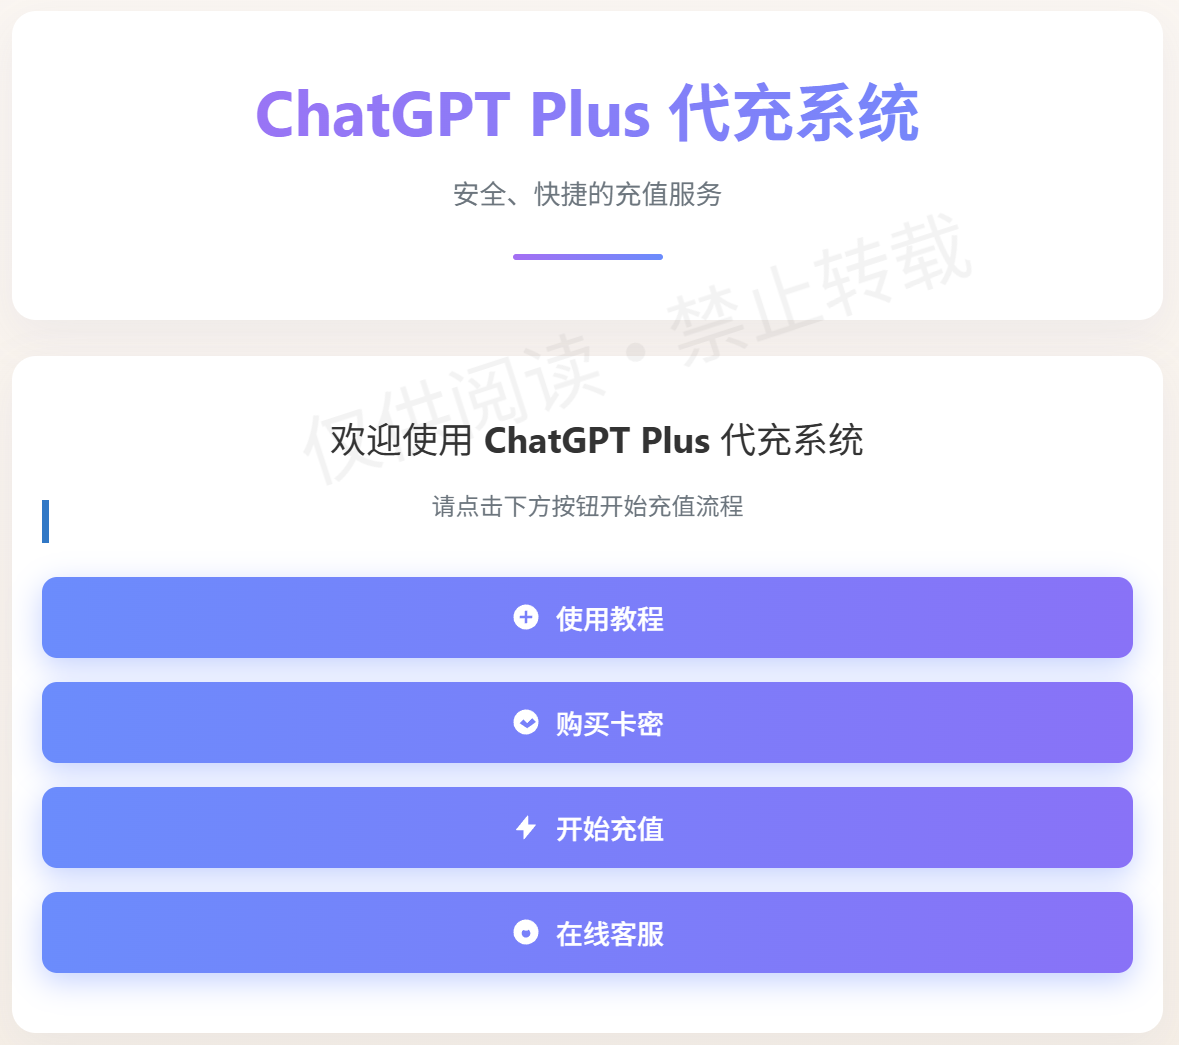 ChatGPT Plus 代充系统
安全、快捷的充值服务
仅供阅读·禁止转载
欢迎使用 ChatGPT Plus 代充系统
请点击下方按钮开始充值流程
使用教程
购买卡密
开始充值
在线客服